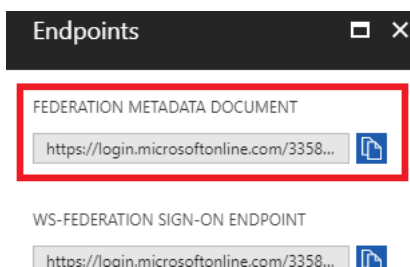 Endpoints
FEDERATION METADATA DOCUMENT
https://login.microsoftonline.com/3358...
WS-FEDERATION SIGN-ON ENDPOINT
https://login.microsoftonline.com/3358...